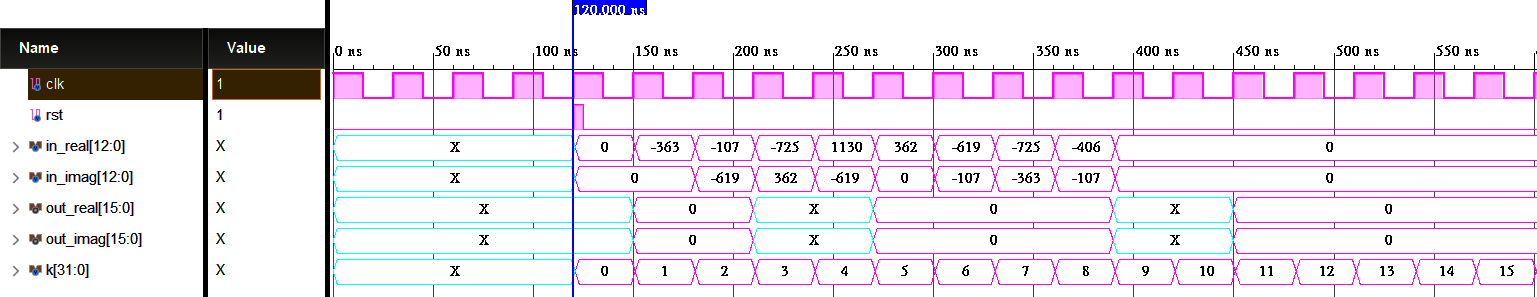 120.000 ns
Name Value
0 ns 50 ns 100 ns 150 ns 200 ns 250 ns 300 ns 350 ns 400 ns 450 ns 500 ns 550 ns
clk 1
rst 1
in_real[12:0] X X 0 -363 -107 -725 1130 362 -619 -725 -406 0
in_imag[12:0] X X 0 -619 362 -619 0 -107 -363 -107 0
out_real[15:0] X X 0 X 0 X 0
out_imag[15:0] X X 0 X 0 X 0
k[31:0] X X 0 1 2 3 4 5 6 7 8 9 10 11 12 13 14 15